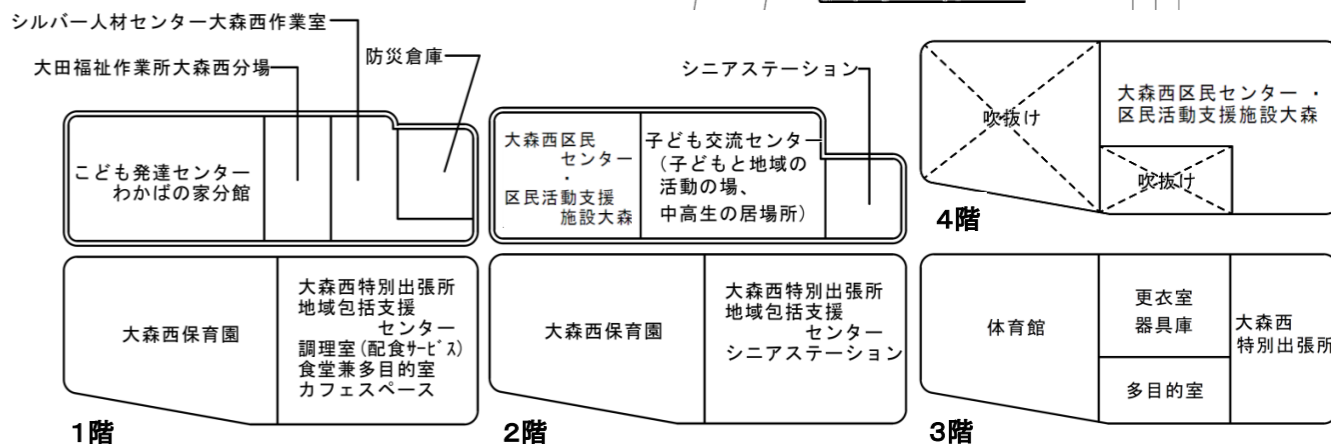 シルバー人材センター大森西作業室
大田福祉作業所大森西分場
防災倉庫
こども発達センター
わかばの家分館
大森西保育園
大森西特別出張所
地域包括支援
センター
調理室(配食ｻｰﾋﾞｽ)
食堂兼多目的室
カフェスペース
1階
シニアステーション
大森西区民
センター
・
区民活動支援
施設大森
子ども交流センター
(子どもと地域の
活動の場、
中高生の居場所)
大森西保育園
大森西特別出張所
地域包括支援
センター
シニアステーション
2階
吹抜け
大森西区民センター・
区民活動支援施設大森
吹抜け
4階
体育館
更衣室
器具庫
多目的室
大森西
特別出張所
3階